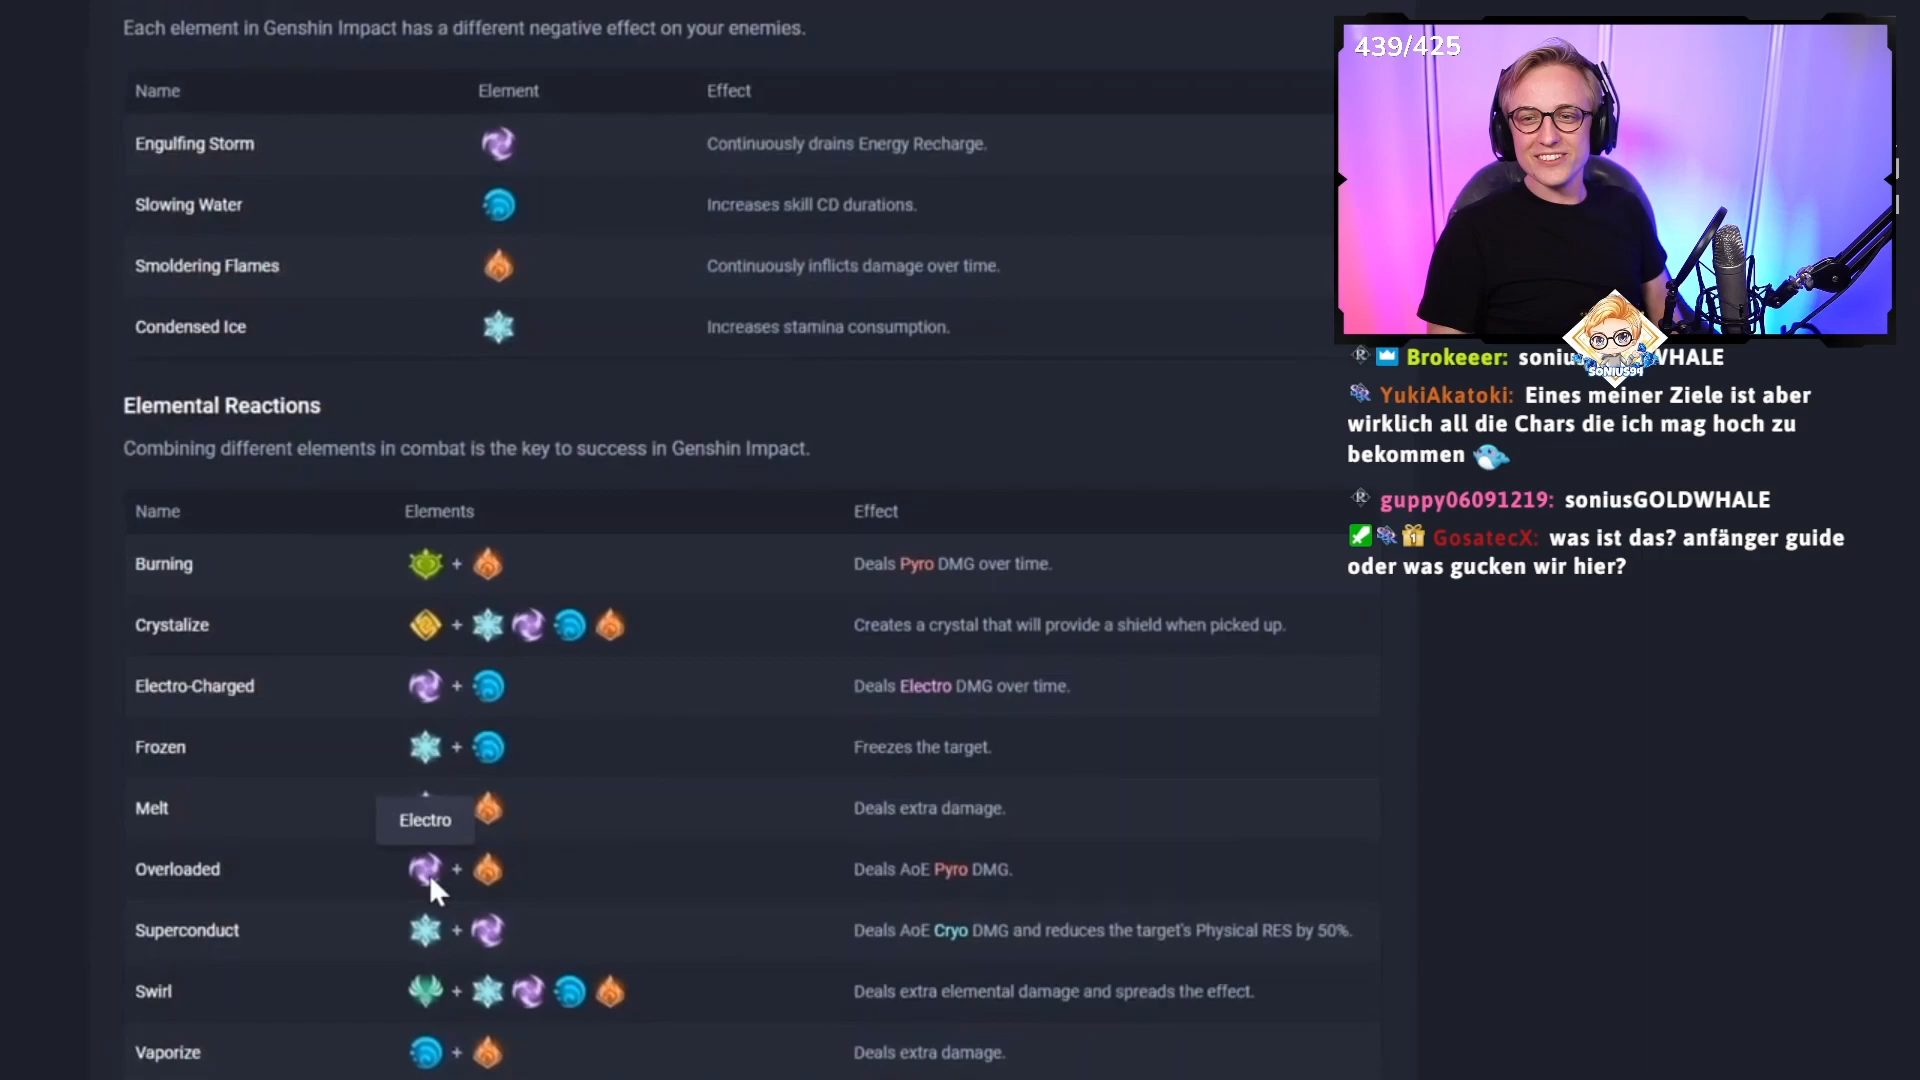 Each element in Genshin Impact has a different negative effect on your enemies.
Name Element Effect
Engulfing Storm Continuously drains Energy Recharge.
Slowing Water Increases skill CD durations.
Smoldering Flames Continuously inflicts damage over time.
Condensed Ice Increases stamina consumption.
Elemental Reactions
Combining different elements in combat is the key to success in Genshin Impact.
Name Elements Effect
Burning + Deals Pyro DMG over time.
Crystalize + Creates a crystal that will provide a shield when picked up.
Electro-Charged + Deals Electro DMG over time.
Frozen + Freezes the target.
Melt Deals extra damage.
Electro
Overloaded + Deals AoE Pyro DMG.
Superconduct + Deals AoE Cryo DMG and reduces the target's Physical RES by 50%.
Swirl + Deals extra elemental damage and spreads the effect.
Vaporize + Deals extra damage.
439/425
SoNiUS94
Brokeeer:
YukiAkatoki: Eines meiner Ziele ist aber
wirklich all die Chars die ich mag hoch zu
bekommen
guppy06091219: soniusGOLDWHALE
1 GosatecX: was ist das? anfänger guide
oder was gucken wir hier?